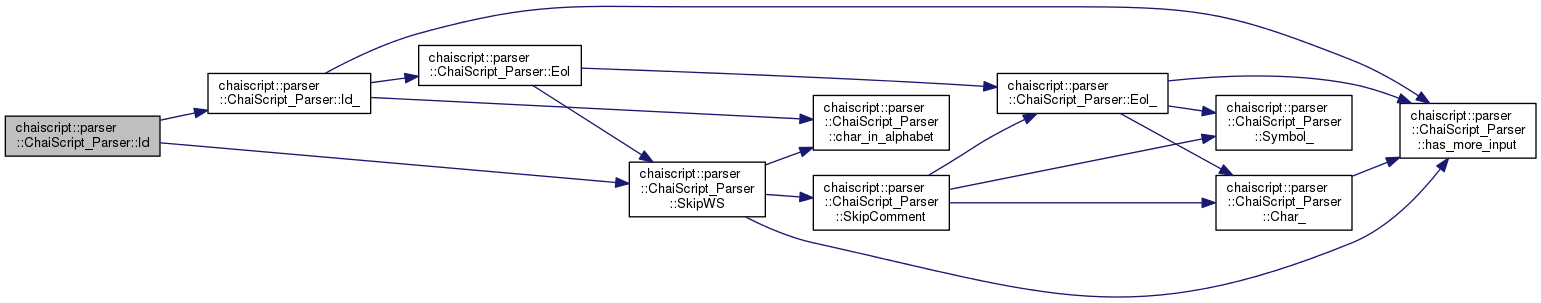 chaiscript::parser
::ChaiScript_Parser::Id
chaiscript::parser
::ChaiScript_Parser::Id_
chaiscript::parser
::ChaiScript_Parser::Eol
chaiscript::parser
::ChaiScript_Parser
::SkipWS
chaiscript::parser
::ChaiScript_Parser
::char_in_alphabet
chaiscript::parser
::ChaiScript_Parser
::SkipComment
chaiscript::parser
::ChaiScript_Parser::Eol_
chaiscript::parser
::ChaiScript_Parser
::Symbol_
chaiscript::parser
::ChaiScript_Parser
::Char_
chaiscript::parser
::ChaiScript_Parser
::has_more_input